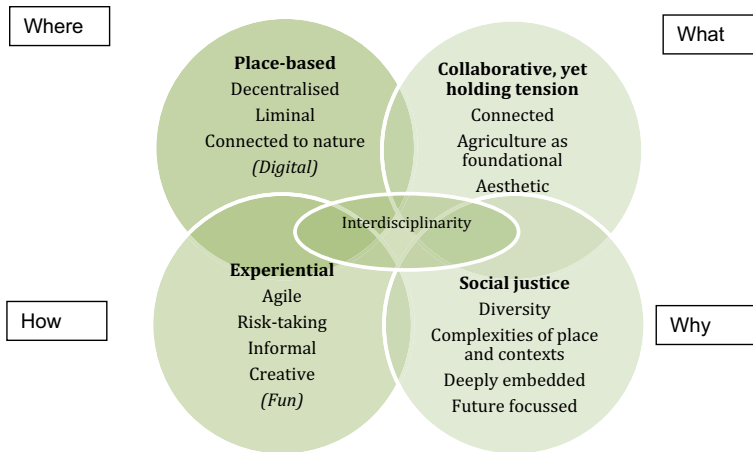 Where
What
Place-based
Decentralised
Liminal
Connected to nature
(Digital)
Collaborative, yet
holding tension
Connected
Agriculture as
foundational
Aesthetic
Interdisciplinarity
How
Why
Experiential
Agile
Risk-taking
Informal
Creative
(Fun)
Social justice
Diversity
Complexities of place
and contexts
Deeply embedded
Future focussed